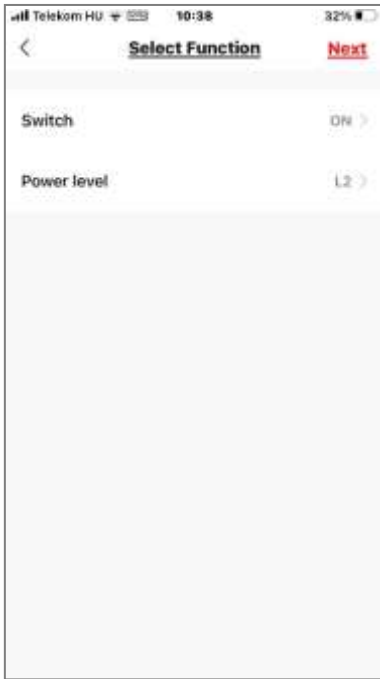 Telekom HU 10:38 32%
Select Function Next
Switch ON
Power level L2